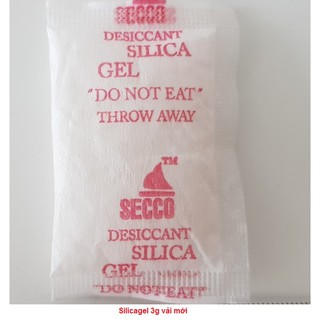 SECCO
DESICCANT
SILICA
GEL
"DO NOT EAT"
THROW AWAY
TM
SECCO
DESICCANT
SILICA
GEL
"DO NOT EAT"
Silicagel 3g vải mới